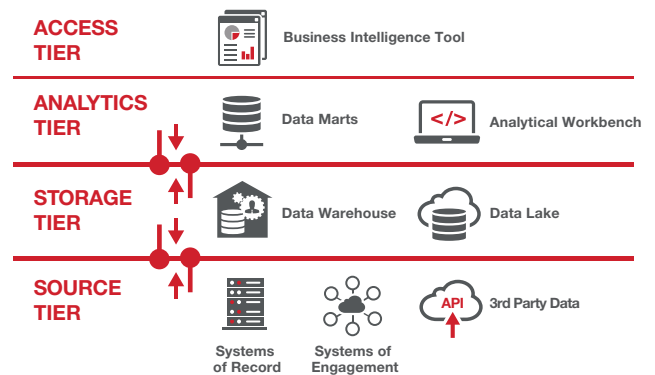 ACCESS
TIER
Business Intelligence Tool
ANALYTICS
TIER
Data Marts
</>
Analytical Workbench
STORAGE
TIER
Data Warehouse
Data Lake
SOURCE
TIER
API
3rd Party Data
Systems
of Record
Systems of
Engagement